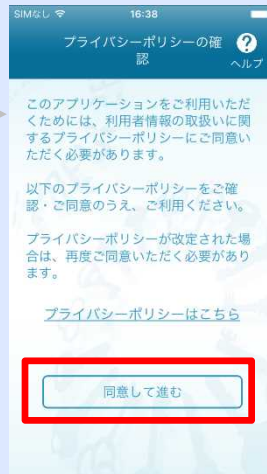 SIMなし 16:38
プライバシーポリシーの確
認
ヘルプ
このアプリケーションをご利用いただ
くためには、利用者情報の取扱いに関
するプライバシーポリシーにご同意い
ただく必要があります。
以下のプライバシーポリシーをご確
認・ご同意のうえ、ご利用ください。
プライバシーポリシーが改定された場
合は、再度ご同意いただく必要があり
ます。
プライバシーポリシーはこちら
同意して進む